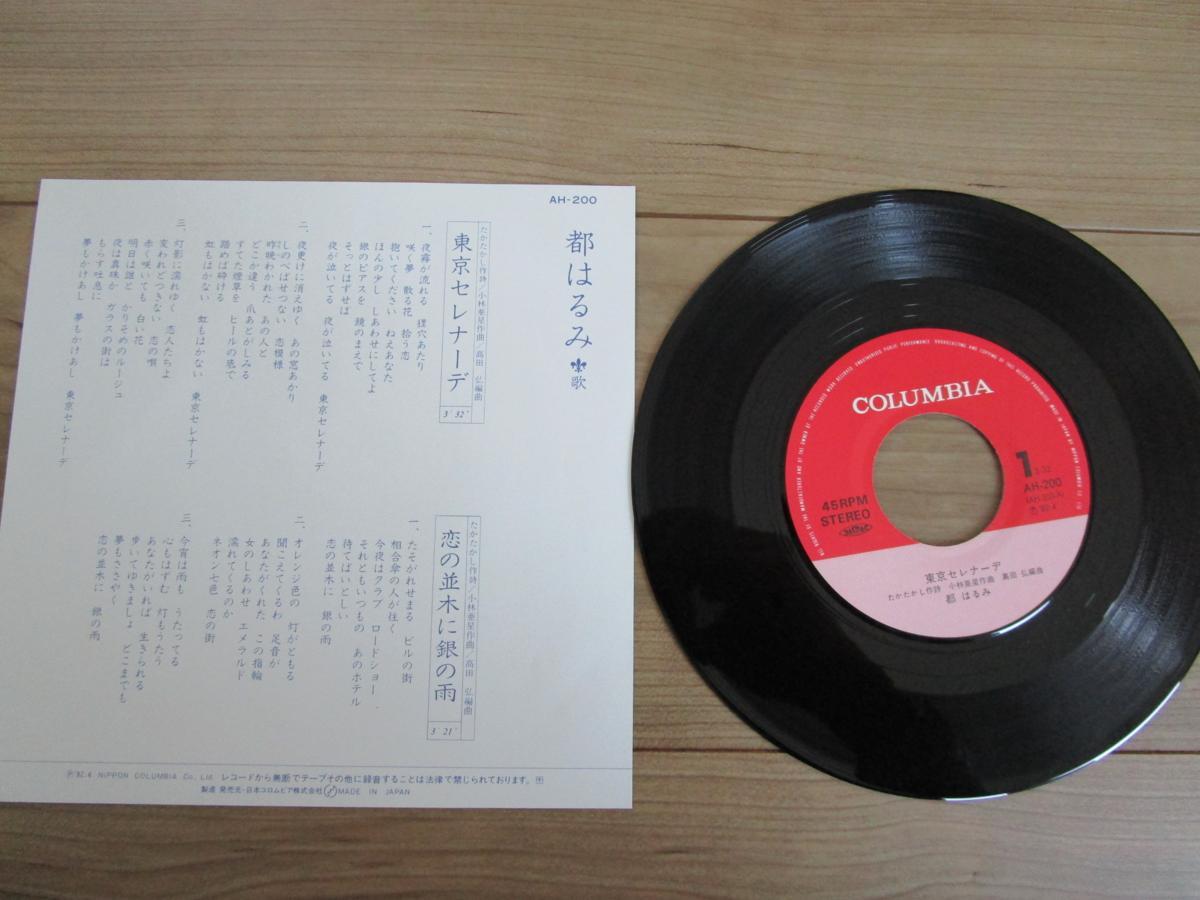 AH-200
都はるみ 歌
東京セレナーデ
たかたかし作詩/小林亜星作曲/高田 弘編曲
3′32″
一、夜霧が流れる 狸穴あたり
咲く夢 散る花 拾う恋
抱いてください ねえあなた
ほんの少し しあわせにしてよ
銀のピアスを 鏡のまえで
そっとはずせば
夜が泣いてる 夜が泣いてる 東京セレナーデ
二、夜更けに消えゆく あの窓あかり
しのべばせつない 恋模様
昨晩わかれた あの人と
どこか違う 爪あとがしみる
すてた煙草を ヒールの底で
踏めば砕ける
虹もはかない 虹もはかない 東京セレナーデ
三、灯影に濡れゆく 恋人たちよ
変われどつきない 恋の唄
赤く咲いても 白い花
明日は誰と かりそめのルージュ
夜は真珠か ガラスの街は
もらす吐息に
夢もかけあし 夢もかけあし 東京セレナーデ
恋の並木に銀の雨
たかたかし作詩/小林亜星作曲/高田 弘編曲
3′21″
一、たそがれせまる ビルの街
相合傘の人が往く
今夜はクラブ ロードショー
それともいつもの あのホテル
待てばいとしい
恋の並木に 銀の雨
二、オレンジ色の 灯がともる
聞こえてくるわ 足音が
あなたがくれた この指輪
女のしあわせ エメラルド
濡れてくるのか
ネオン七色 恋の街
三、今宵は雨も うたってる
心もはずむ 灯もうたう
あなたがいれば 生きられる
歩いてゆきましょ どこまでも
夢もささやく
恋の並木に 銀の雨
Ⓟ'82.4 NIPPON COLUMBIA Co., Ltd. レコードから無断でテープその他に録音することは法律で禁じられております。
製造 発売元・日本コロムビア株式会社 MADE IN JAPAN
COLUMBIA
1
3:32
AH-200
(AH-200-A)
Ⓟ'82.4
45RPM
STEREO
東京セレナーデ
たかたかし作詩 小林亜星作曲 高田 弘編曲
都 はるみ